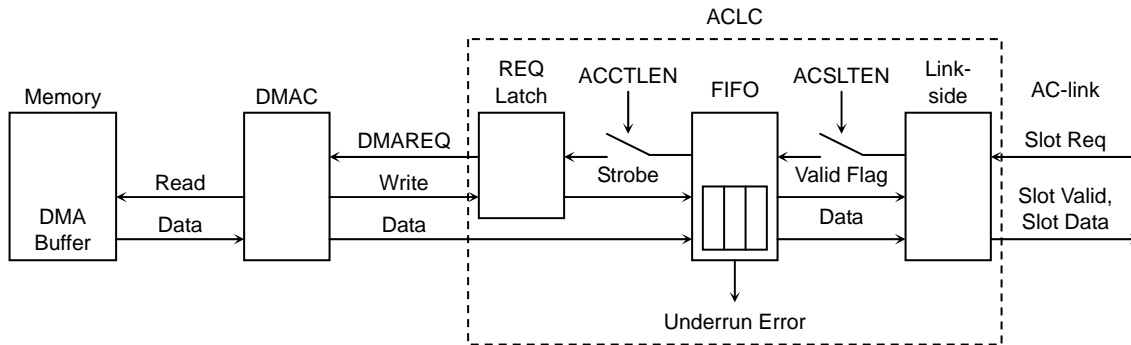 ACLC
REQ
Latch
ACCTLEN
ACSLTEN
Link-
side
Memory
DMAC
FIFO
AC-link
DMAREQ
Slot Req
Read
Write
Strobe
Valid Flag
DMA
Buffer
Data
Data
Data
Slot Valid,
Slot Data
Underrun Error